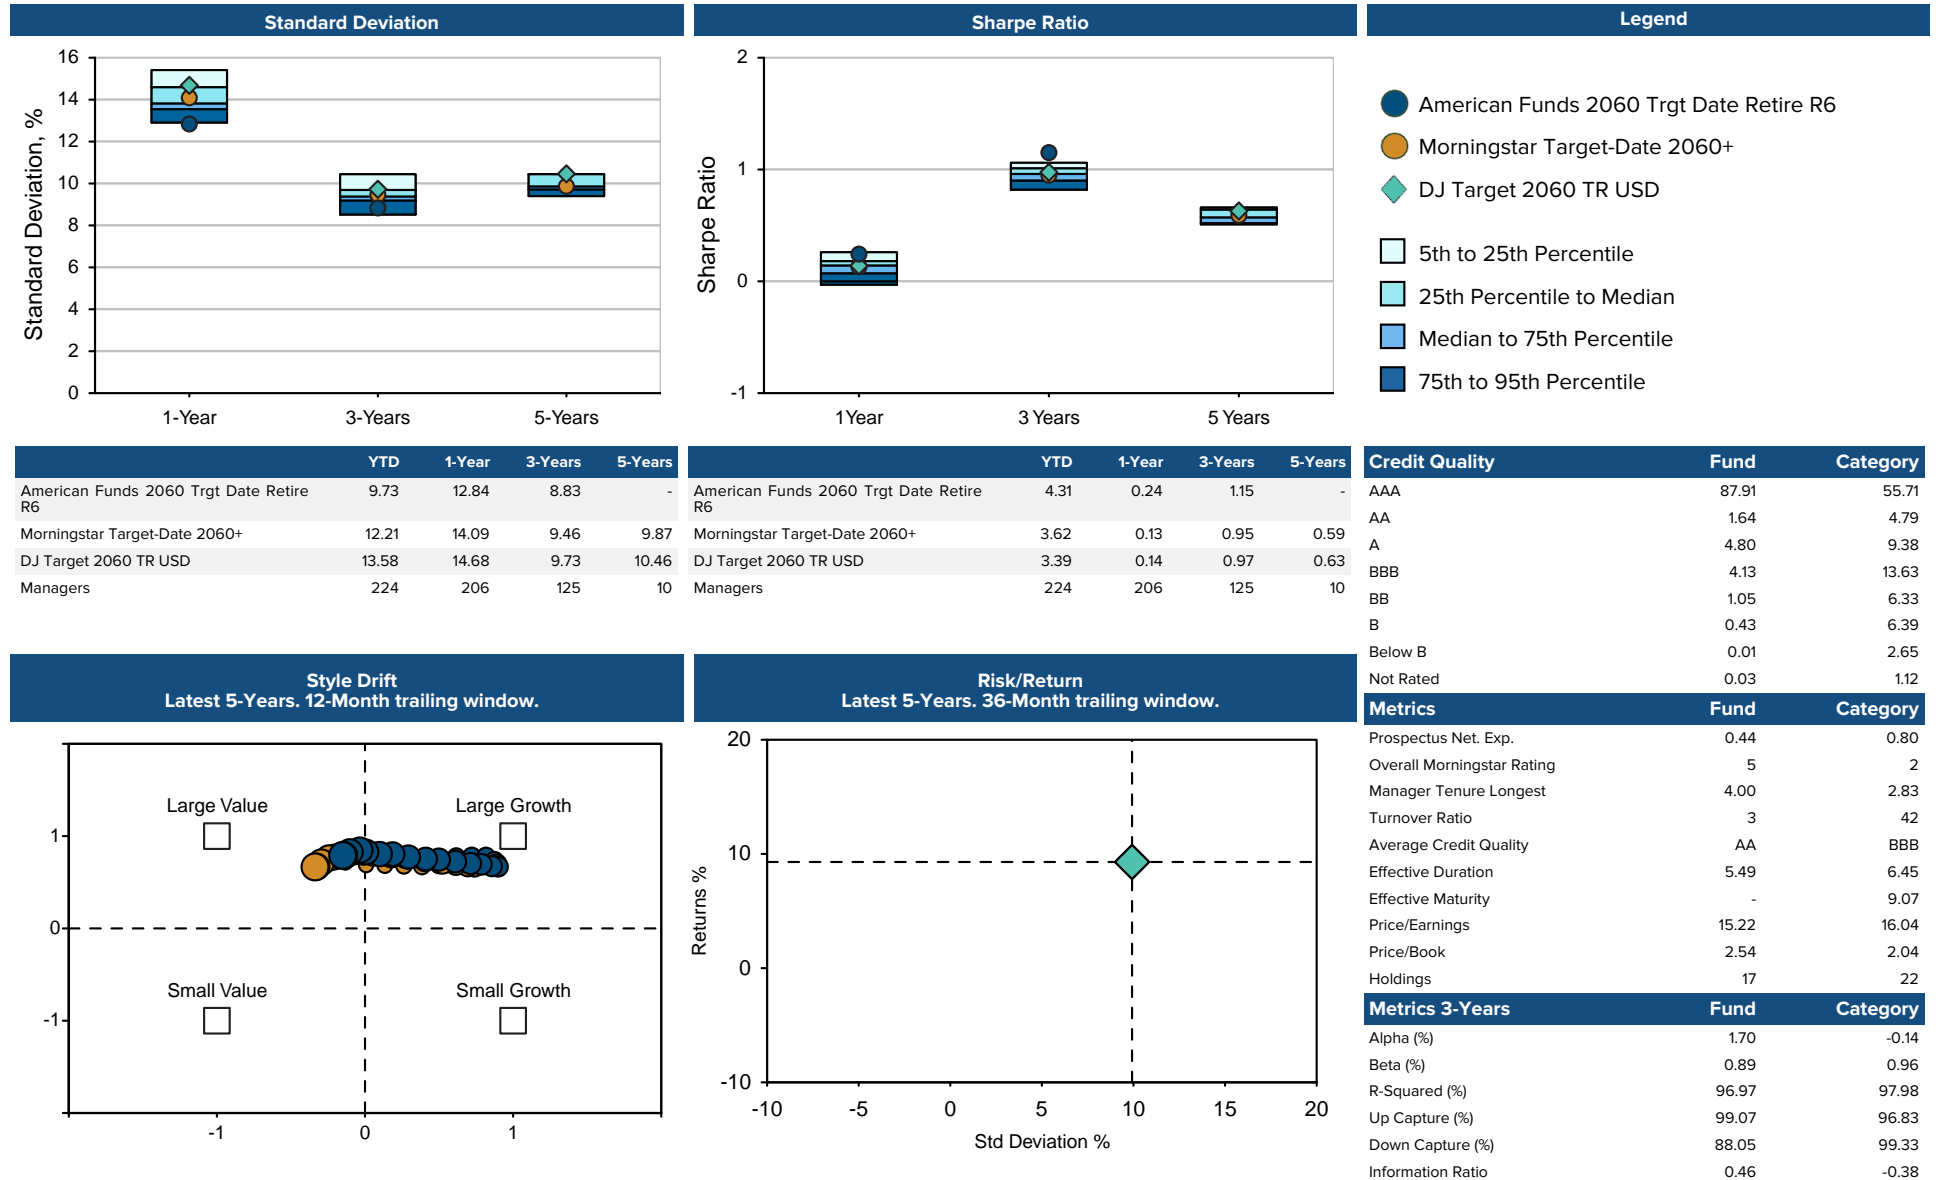 Standard Deviation
16
14
12
10
8
6
4
2
0
Standard Deviation, %
1-Year
3-Years
5-Years
Sharpe Ratio
2
1
0
-1
Sharpe Ratio
1 Year
3 Years
5 Years
Legend
American Funds 2060 Trgt Date Retire R6
Morningstar Target-Date 2060+
DJ Target 2060 TR USD
5th to 25th Percentile
25th Percentile to Median
Median to 75th Percentile
75th to 95th Percentile
YTD 1-Year 3-Years 5-Years
American Funds 2060 Trgt Date Retire R6 9.73 12.84 8.83 -
Morningstar Target-Date 2060+ 12.21 14.09 9.46 9.87
DJ Target 2060 TR USD 13.58 14.68 9.73 10.46
Managers 224 206 125 10
YTD 1-Year 3-Years 5-Years
American Funds 2060 Trgt Date Retire R6 4.31 0.24 1.15 -
Morningstar Target-Date 2060+ 3.62 0.13 0.95 0.59
DJ Target 2060 TR USD 3.39 0.14 0.97 0.63
Managers 224 206 125 10
Credit Quality Fund Category
AAA 87.91 55.71
AA 1.64 4.79
A 4.80 9.38
BBB 4.13 13.63
BB 1.05 6.33
B 0.43 6.39
Below B 0.01 2.65
Not Rated 0.03 1.12
Metrics Fund Category
Prospectus Net. Exp. 0.44 0.80
Overall Morningstar Rating 5 2
Manager Tenure Longest 4.00 2.83
Turnover Ratio 3 42
Average Credit Quality AA BBB
Effective Duration 5.49 6.45
Effective Maturity - 9.07
Price/Earnings 15.22 16.04
Price/Book 2.54 2.04
Holdings 17 22
Metrics 3-Years Fund Category
Alpha (%) 1.70 -0.14
Beta (%) 0.89 0.96
R-Squared (%) 96.97 97.98
Up Capture (%) 99.07 96.83
Down Capture (%) 88.05 99.33
Information Ratio 0.46 -0.38
Style Drift
Latest 5-Years. 12-Month trailing window.
Large Value
Large Growth
Small Value
Small Growth
1
0
-1
-1
0
1
Risk/Return
Latest 5-Years. 36-Month trailing window.
20
10
0
-10
Returns %
-10
-5
0
5
10
15
20
Std Deviation %